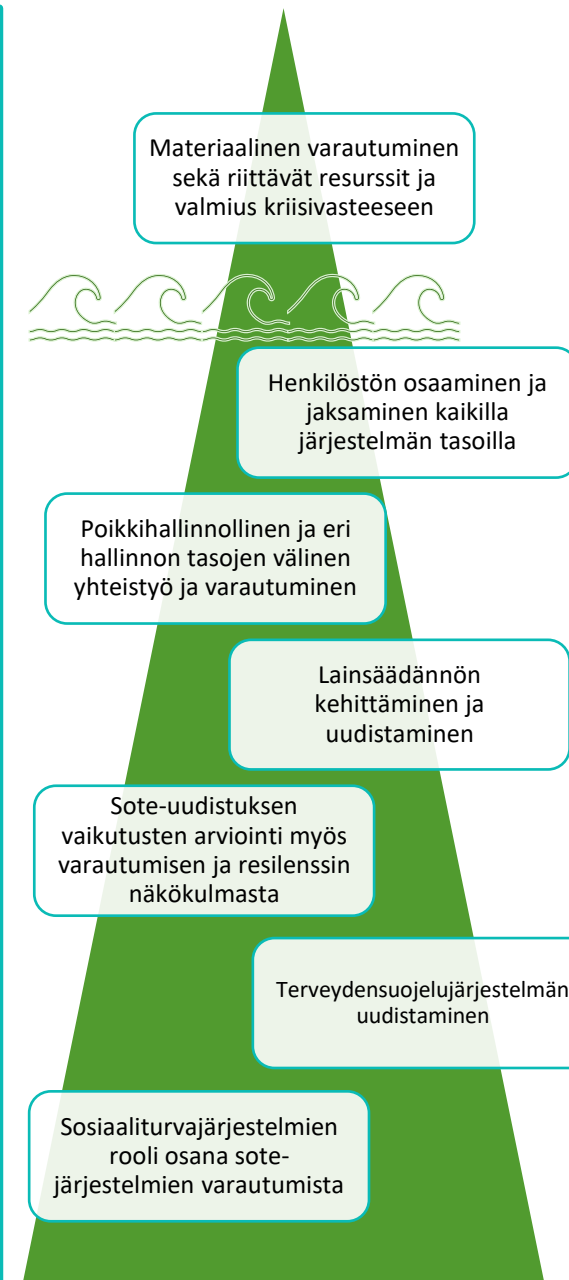 Materiaalinen varautuminen
sekä riittävät resurssit ja
valmius kriisivasteeseen
Henkilöstön osaaminen ja
jaksaminen kaikilla
järjestelmän tasoilla
Poikkihallinnollinen ja eri
hallinnon tasojen välinen
yhteistyö ja varautuminen
Lainsäädännön
kehittäminen ja
uudistaminen
Sote-uudistuksen
vaikutusten arviointi myös
varautumisen ja resilenssin
näkökulmasta
Terveydensuojelujärjestelmän
uudistaminen
Sosiaaliturvajärjestelmien
rooli osana sote-
järjestelmien varautumista